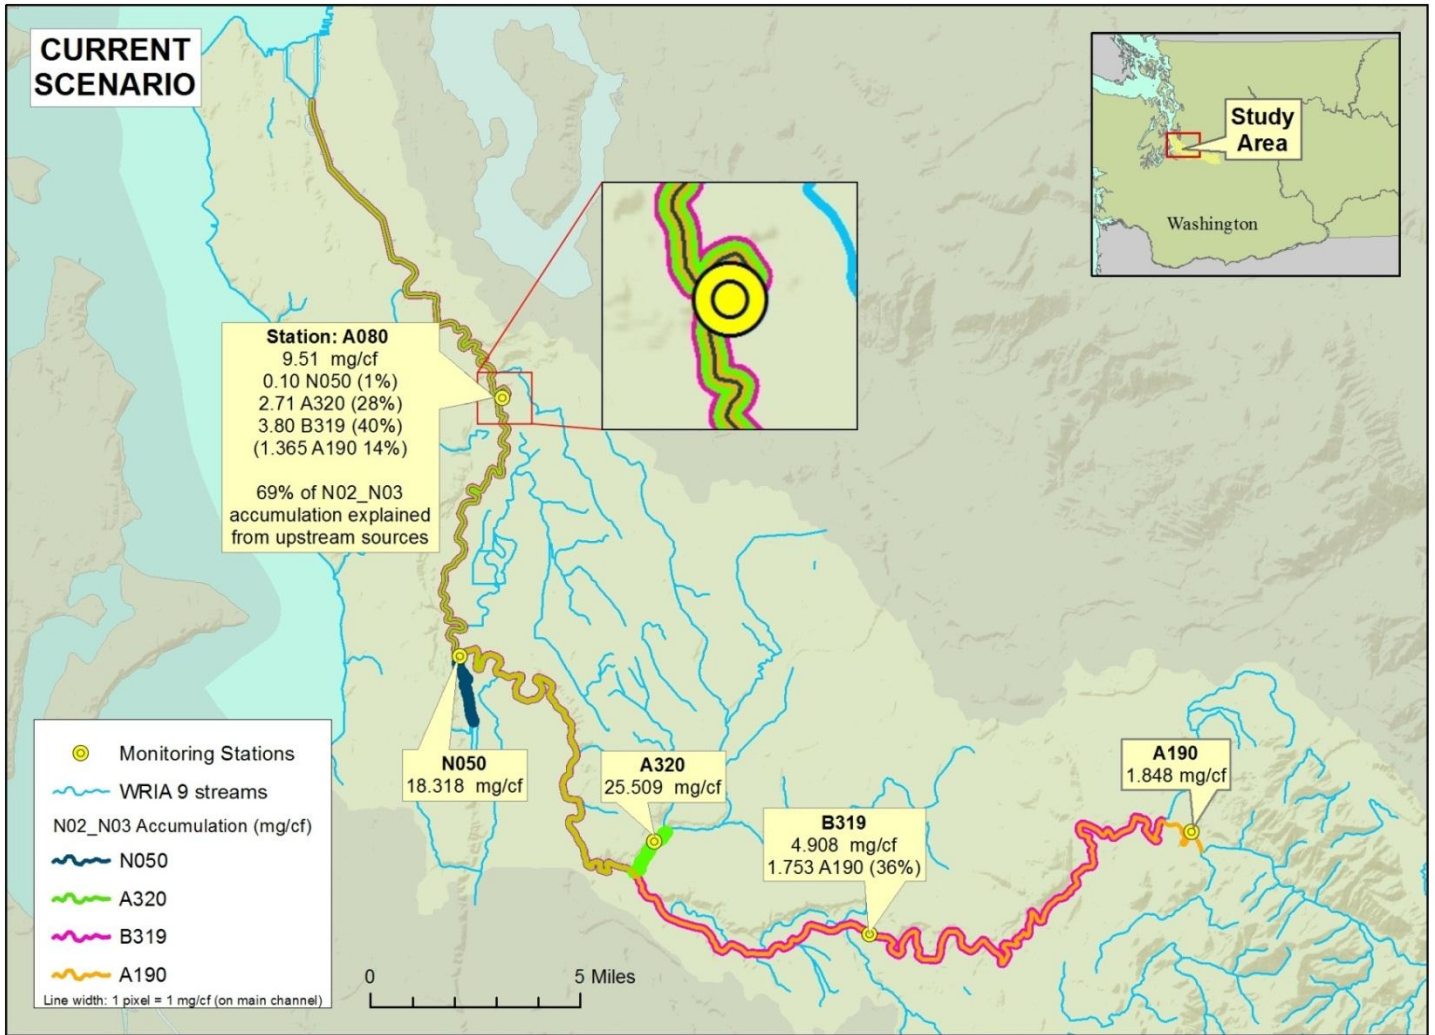 CURRENT
SCENARIO
Study
Area
Washington
Station: A080
9.51 mg/cf
0.10 N050 (1%)
2.71 A320 (28%)
3.80 B319 (40%)
(1.365 A190 14%)
69% of N02_N03
accumulation explained
from upstream sources
N050
18.318 mg/cf
A320
25.509 mg/cf
B319
4.908 mg/cf
1.753 A190 (36%)
A190
1.848 mg/cf
Monitoring Stations
WRIA 9 streams
N02_N03 Accumulation (mg/cf)
N050
A320
B319
A190
Line width: 1 pixel = 1 mg/cf (on main channel)
0 5 Miles